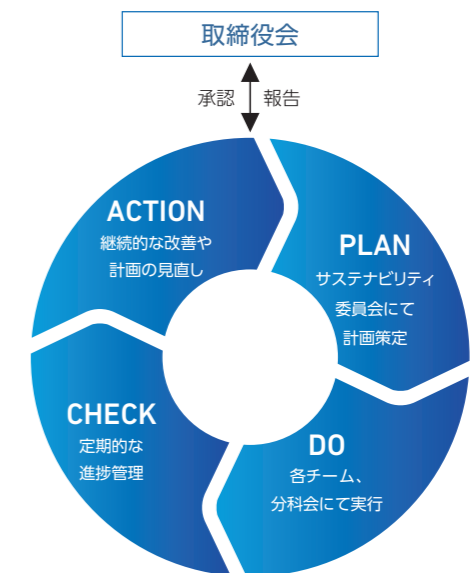 取締役会
承認 報告
ACTION
継続的な改善や
計画の見直し
PLAN
サステナビリティ
委員会にて
計画策定
CHECK
定期的な
進捗管理
DO
各チーム、
分科会にて実行